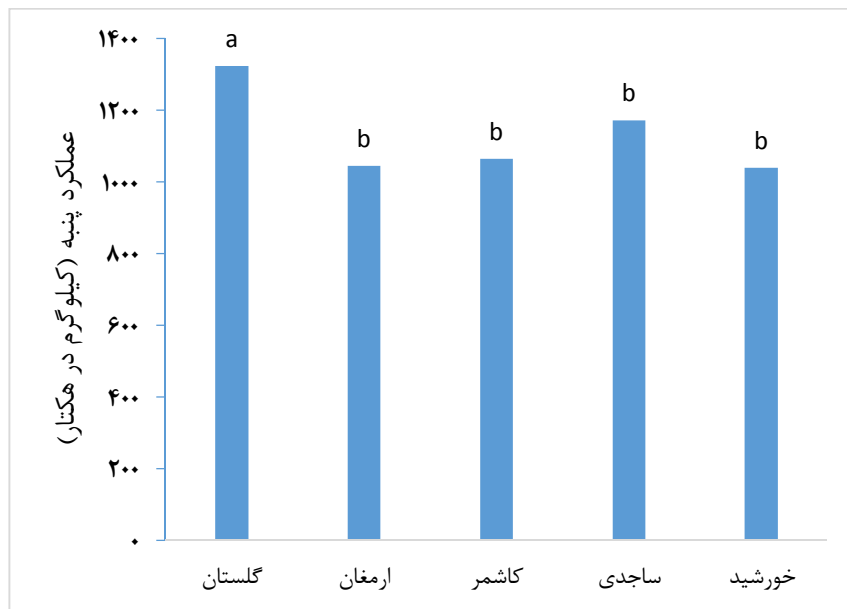 عملکرد پنبه (کیلوگرم در هکتار)
۱۴۰۰
۱۲۰۰
۱۰۰۰
۸۰۰
۶۰۰
۴۰۰
۲۰۰
۰
a
b
b
b
b
گلستان
ارمغان
کاشمر
ساجدی
خورشید